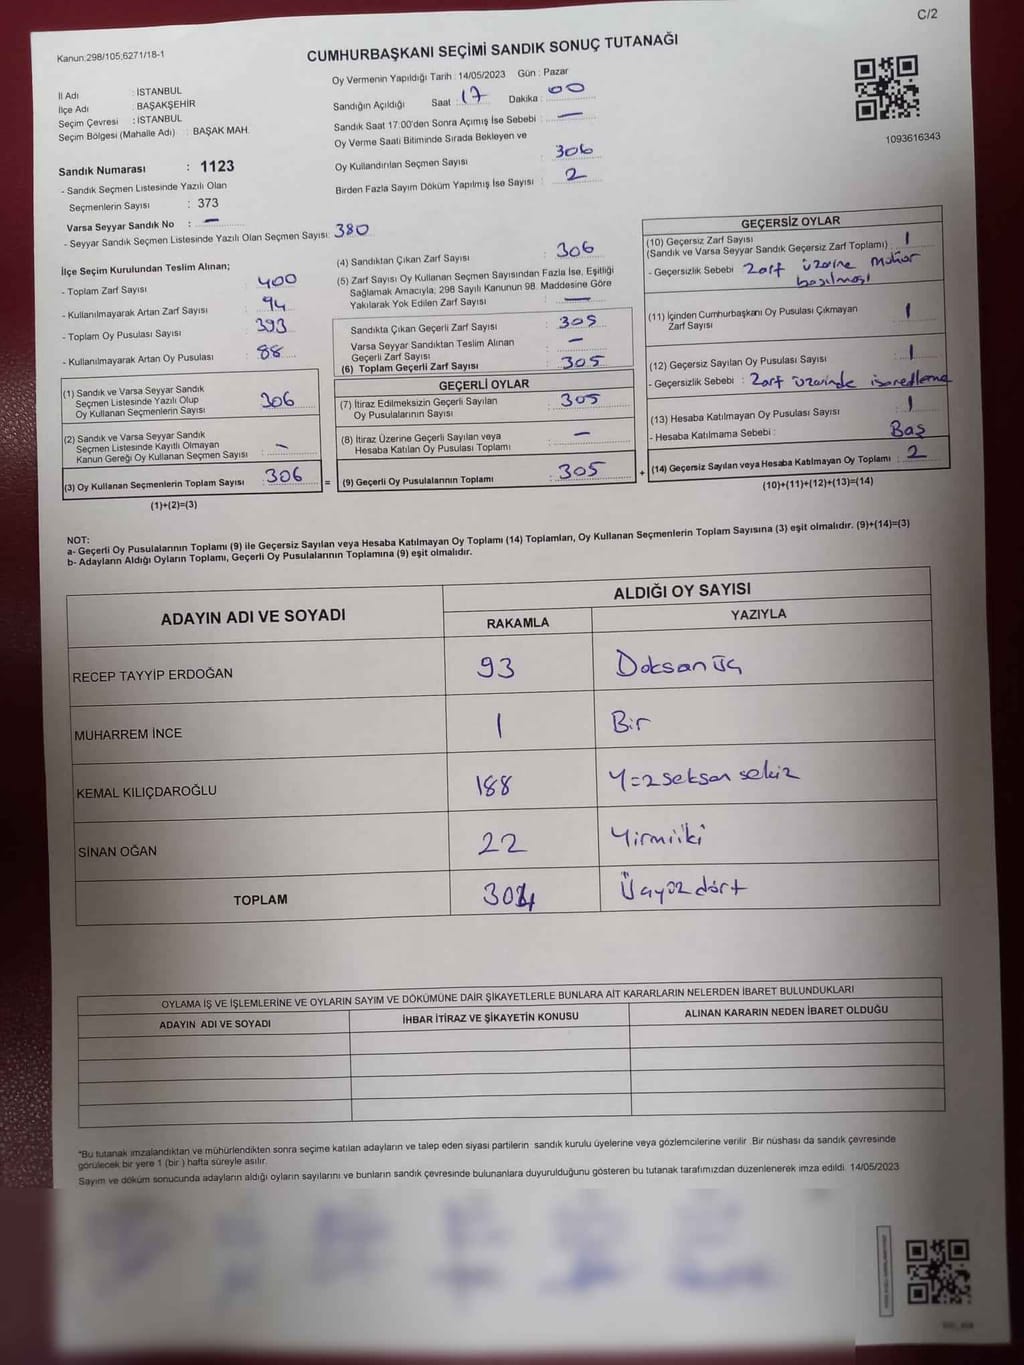 C/2
Kanun:298/105;6271/18-1
CUMHURBAŞKANI SEÇİMİ SANDIK SONUÇ TUTANAĞI
Oy Vermenin Yapıldığı Tarih : 14/05/2023 Gün : Pazar
İl Adı : İSTANBUL
İlçe Adı : BAŞAKŞEHİR
Seçim Çevresi : İSTANBUL
Seçim Bölgesi (Mahalle Adı) : BAŞAK MAH.
Sandığın Açıldığı Saat : 17 Dakika : 00
Sandık Saat 17:00'den Sonra Açımış İse Sebebi : —
Oy Verme Saati Bitiminde Sırada Bekleyen ve
Oy Kullandırılan Seçmen Sayısı : 306
Birden Fazla Sayım Döküm Yapılmış İse Sayısı : 2
1093616343
Sandık Numarası : 1123
- Sandık Seçmen Listesinde Yazılı Olan
Seçmenlerin Sayısı : 373
Varsa Seyyar Sandık No : —
- Seyyar Sandık Seçmen Listesinde Yazılı Olan Seçmen Sayısı: 380
İlçe Seçim Kurulundan Teslim Alınan;
- Toplam Zarf Sayısı : 400
- Kullanılmayarak Artan Zarf Sayısı : 94
- Toplam Oy Pusulası Sayısı : 393
- Kullanılmayarak Artan Oy Pusulası : 88
(1) Sandık ve Varsa Seyyar Sandık
Seçmen Listesinde Yazılı Olup
Oy Kullanan Seçmenlerin Sayısı : 306
(2) Sandık ve Varsa Seyyar Sandık
Seçmen Listesinde Kayıtlı Olmayan
Kanun Gereği Oy Kullanan Seçmen Sayısı : —
(3) Oy Kullanan Seçmenlerin Toplam Sayısı : 306
(1)+(2)=(3)
(4) Sandıktan Çıkan Zarf Sayısı : 306
(5) Zarf Sayısı Oy Kullanan Seçmen Sayısından Fazla İse, Eşitliği
Sağlamak Amacıyla; 298 Sayılı Kanunun 98. Maddesine Göre
Yakılarak Yok Edilen Zarf Sayısı : —
Sandıkta Çıkan Geçerli Zarf Sayısı : 305
Varsa Seyyar Sandıktan Teslim Alınan
Geçerli Zarf Sayısı : —
(6) Toplam Geçerli Zarf Sayısı : 305
GEÇERLİ OYLAR
(7) İtiraz Edilmeksizin Geçerli Sayılan
Oy Pusulalarının Sayısı : 305
(8) İtiraz Üzerine Geçerli Sayılan veya
Hesaba Katılan Oy Pusulası Toplamı : —
= (9) Geçerli Oy Pusulalarının Toplamı : 305 +
GEÇERSİZ OYLAR
(10) Geçersiz Zarf Sayısı
(Sandık ve Varsa Seyyar Sandık Geçersiz Zarf Toplamı) : 1
- Geçersizlik Sebebi : Zarf üzerine mühür
basılması
(11) İçinden Cumhurbaşkanı Oy Pusulası Çıkmayan
Zarf Sayısı : 1
(12) Geçersiz Sayılan Oy Pusulası Sayısı : 1
- Geçersizlik Sebebi : Zarf üzerinde isaredleme
(13) Hesaba Katılmayan Oy Pusulası Sayısı : 1
- Hesaba Katılmama Sebebi : Baş
(14) Geçersiz Sayılan veya Hesaba Katılmayan Oy Toplamı : 2
(10)+(11)+(12)+(13)=(14)
NOT:
a- Geçerli Oy Pusulalarının Toplamı (9) ile Geçersiz Sayılan veya Hesaba Katılmayan Oy Toplamı (14) Toplamları, Oy Kullanan Seçmenlerin Toplam Sayısına (3) eşit olmalıdır. (9)+(14)=(3)
b- Adayların Aldığı Oyların Toplamı, Geçerli Oy Pusulalarının Toplamına (9) eşit olmalıdır.
ADAYIN ADI VE SOYADI
ALDIĞI OY SAYISI
RAKAMLA YAZIYLA
RECEP TAYYİP ERDOĞAN 93 Doksanüç
MUHARREM İNCE 1 Bir
KEMAL KILIÇDAROĞLU 188 Yüzseksen sekiz
SİNAN OĞAN 22 Yirmiiki
TOPLAM 304 Üçyüz dört
OYLAMA İŞ VE İŞLEMLERİNE VE OYLARIN SAYIM VE DÖKÜMÜNE DAİR ŞİKAYETLERLE BUNLARA AİT KARARLARIN NELERDEN İBARET BULUNDUKLARI
ADAYIN ADI VE SOYADI İHBAR İTİRAZ VE ŞİKAYETİN KONUSU ALINAN KARARIN NEDEN İBARET OLDUĞU
*Bu tutanak imzalandıktan ve mühürlendikten sonra seçime katılan adayların ve talep eden siyasi partilerin sandık kurulu üyelerine veya gözlemcilerine verilir. Bir nüshası da sandık çevresinde
görülecek bir yere 1 (bir ) hafta süreyle asılır.
Sayım ve döküm sonucunda adayların aldığı oyların sayılarını ve bunların sandık çevresinde bulunanlara duyurulduğunu gösteren bu tutanak tarafımızdan düzenlenerek imza edildi. 14/05/2023